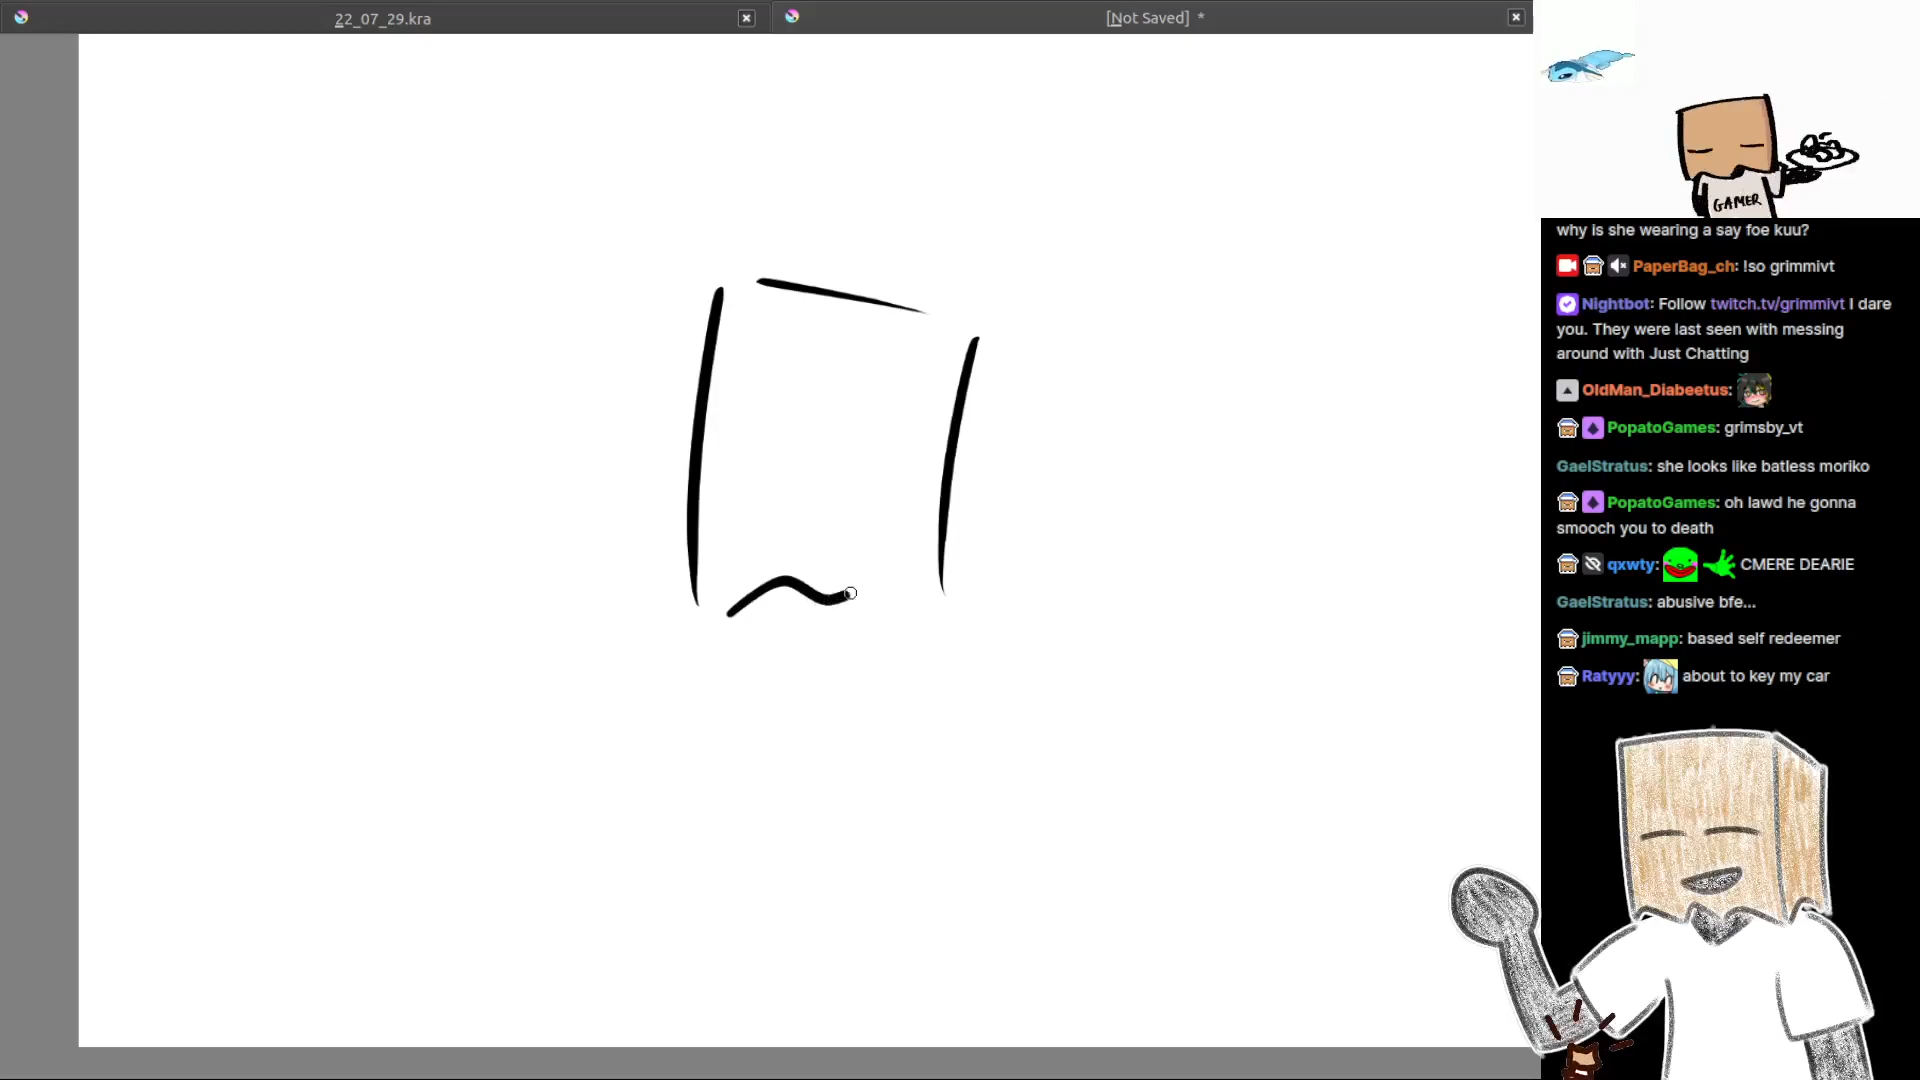 22_07_29.kra
[Not Saved] *
GAMER
why is she wearing a say foe kuu?
PaperBag_ch: !so grimmivt
Nightbot: Follow twitch.tv/grimmivt I dare
you. They were last seen with messing
around with Just Chatting
OldMan_Diabeetus:
PopatoGames: grimsby_vt
GaelStratus: she looks like batless moriko
PopatoGames: oh lawd he gonna
smooch you to death
qxwty: CMERE DEARIE
GaelStratus: abusive bfe...
jimmy_mapp: based self redeemer
Ratyyy: about to key my car